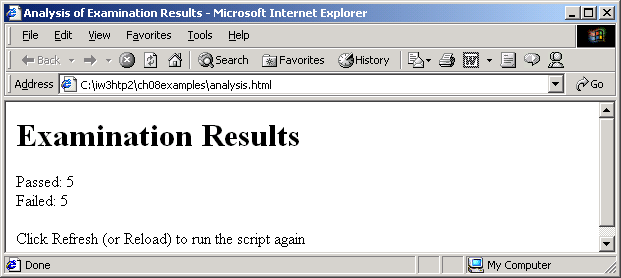 Analysis of Examination Results - Microsoft Internet Explorer
File Edit View Favorites Tools Help
Back Search Favorites History
Address C:\iw3htp2\ch08examples\analysis.html Go
Examination Results
Passed: 5
Failed: 5
Click Refresh (or Reload) to run the script again
Done My Computer